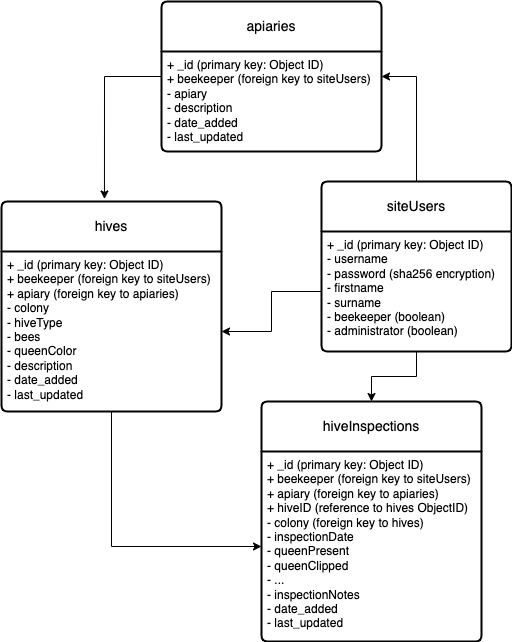 apiaries
+ _id (primary key: Object ID)
+ beekeeper (foreign key to siteUsers)
- apiary
- description
- date_added
- last_updated
siteUsers
+ _id (primary key: Object ID)
- username
- password (sha256 encryption)
- firstname
- surname
- beekeeper (boolean)
- administrator (boolean)
hives
+ _id (primary key: Object ID)
+ beekeeper (foreign key to siteUsers)
+ apiary (foreign key to apiaries)
- colony
- hiveType
- bees
- queenColor
- description
- date_added
- last_updated
hiveInspections
+ _id (primary key: Object ID)
+ beekeeper (foreign key to siteUsers)
+ apiary (foreign key to apiaries)
+ hiveID (reference to hives ObjectID)
- colony (foreign key to hives)
- inspectionDate
- queenPresent
- queenClipped
- ...
- inspectionNotes
- date_added
- last_updated